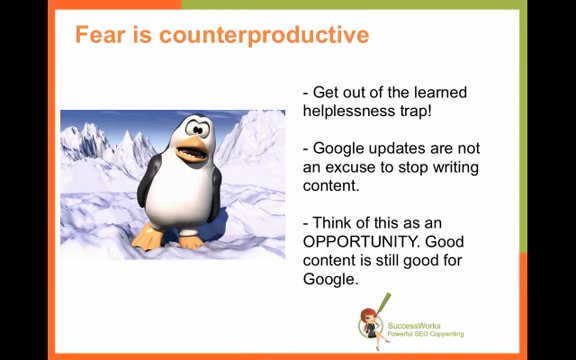 Fear is counterproductive
- Get out of the learned
helplessness trap!
- Google updates are not
an excuse to stop writing
content.
- Think of this as an
OPPORTUNITY. Good
content is still good for
Google.
SuccessWorks
Powerful SEO Copywriting